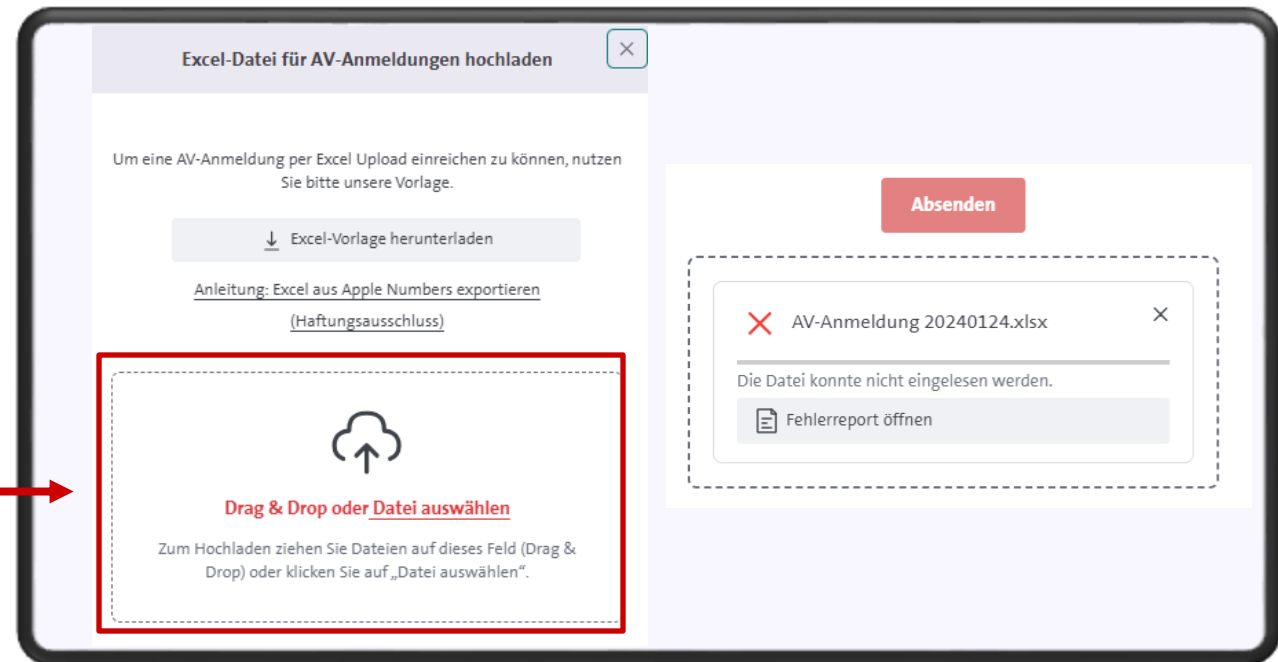 Excel-Datei für AV-Anmeldungen hochladen
Um eine AV-Anmeldung per Excel Upload einreichen zu können, nutzen
Sie bitte unsere Vorlage.
Excel-Vorlage herunterladen
Anleitung: Excel aus Apple Numbers exportieren
(Haftungsausschluss)
Drag & Drop oder Datei auswählen
Zum Hochladen ziehen Sie Dateien auf dieses Feld (Drag &
Drop) oder klicken Sie auf „Datei auswählen“.
Absenden
AV-Anmeldung 20240124.xlsx
Die Datei konnte nicht eingelesen werden.
Fehlerreport öffnen